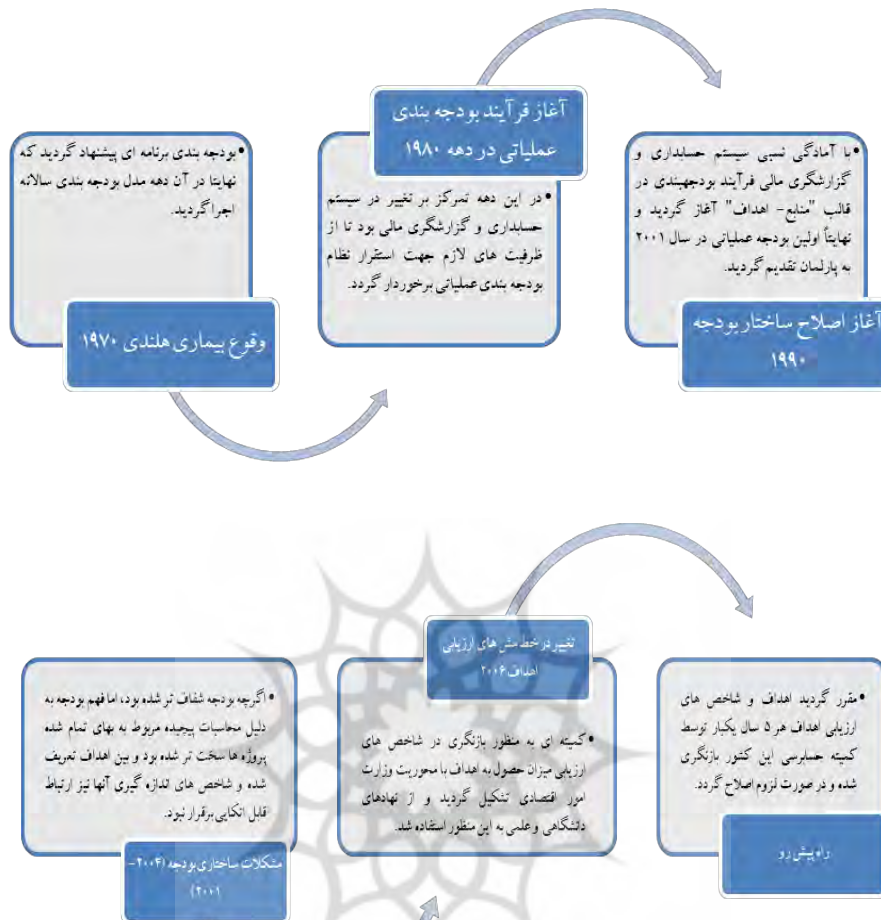 بودجه بندی برنامه ای پیشنهاد گردید که
نهایتا در آن دهه مدل بودجه بندی سالانه
اجرا گردید.
وقوع بیماری هلندی ۱۹۷۰
آغاز فرآیند بودجه بندی
عملیاتی در دهه ۱۹۸۰
در این دهه تمرکز بر تغییر در سیستم
حسابداری و گزارشگری مالی بود تا از
ظرفیت های لازم جهت استقرار نظام
بودجه بندی عملیاتی برخوردار گردد.
با آمادگی نسبی سیستم حسابداری و
گزارشگری مالی فرآیند بودجهبندی در
قالب "منابع- اهداف" آغاز گردید و
نهایتاً اولین بودجه عملیاتی در سال ۲۰۰۱
به پارلمان تقدیم گردید.
آغاز اصلاح ساختار بودجه
۱۹۹۰
اگرچه بودجه شفاف تر شده بود، اما فهم بودجه به
دلیل محاسبات پیچیده مربوط به بهای تمام شده
پروژه ها سخت تر شده بود و بین اهداف تعریف
شده و شاخص های اندازه گیری آنها نیز ارتباط
قابل اتکایی برقرار نبود.
مشکلات ساختاری بودجه (۲۰۰۴-
۲۰۰۱)
تغییر در خط مش های ارزیابی
اهداف ۲۰۰۶
کمیته ای به منظور بازنگری در شاخص های
ارزیابی میزان حصول به اهداف با محوریت وزارت
امور اقتصادی تشکیل گردید و از نهادهای
دانشگاهی و علمی به این منظور استفاده شد.
مقرر گردید اهداف و شاخص های
ارزیابی اهداف هر ۵ سال یکبار توسط
کمیته حسابرسی این کشور بازنگری
شده و در صورت لزوم اصلاح گردد.
راه پیش رو